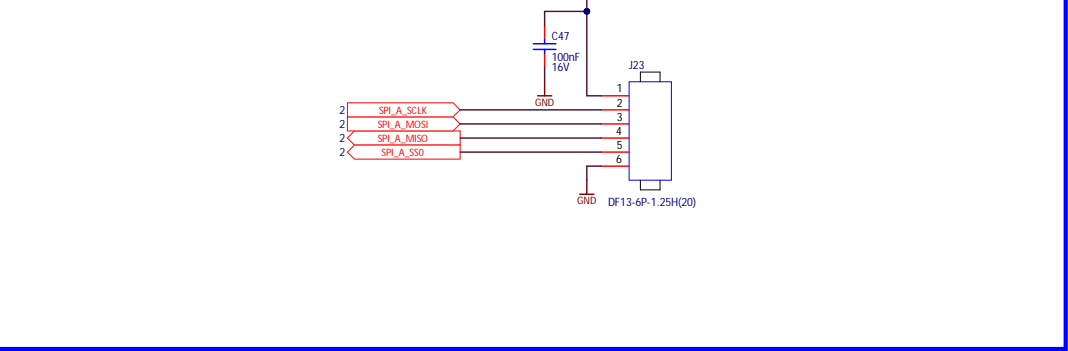 C47
100nF
16V
GND
J23
1
2
3
4
5
6
2 SPI_A_SCLK
2 SPI_A_MOSI
2 SPI_A_MISO
2 SPI_A_SS0
GND
DF13-6P-1.25H(20)